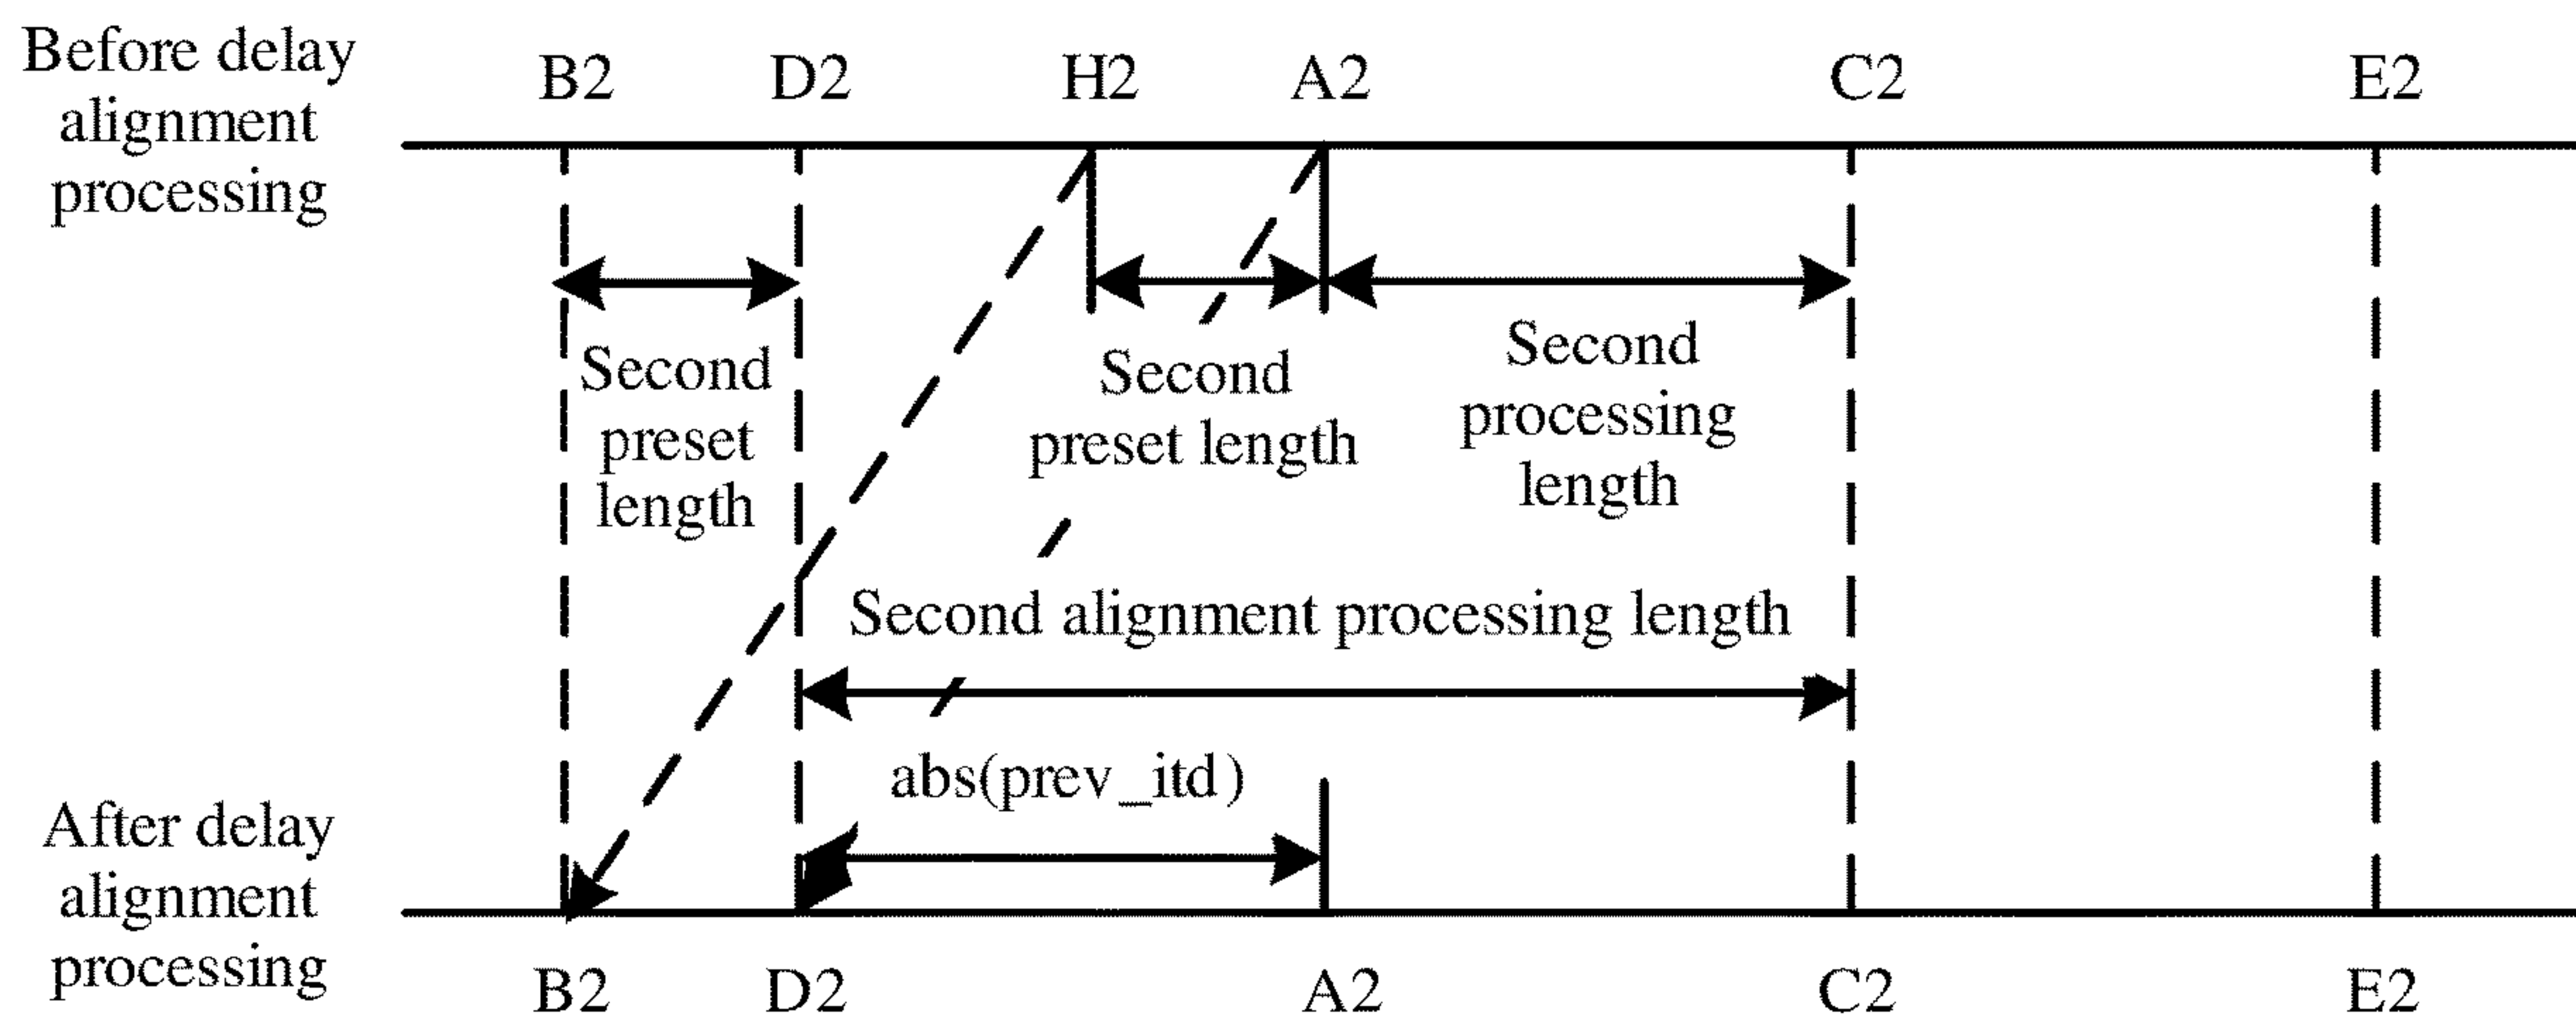 Before delay
alignment
processing
B2 D2 H2 A2 C2 E2
Second
preset
length
Second
preset length
Second
processing
length
Second alignment processing length
abs(prev_itd)
After delay
alignment
processing
B2 D2 A2 C2 E2